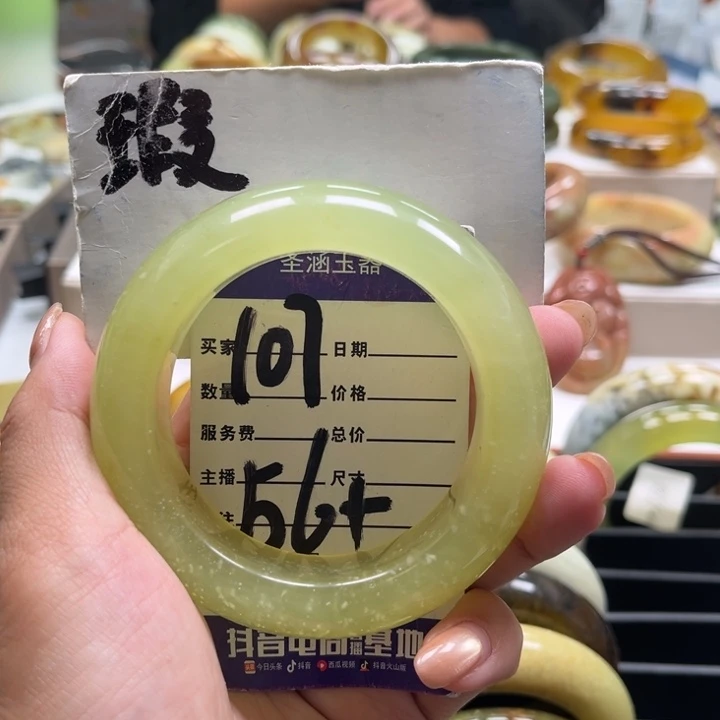 瑕
圣涵玉器
买家 107 日期
数量 价格
服务费 总价
主播 尺寸
注 56+
抖音电商直播基地
今日头条 抖音 西瓜视频 抖音火山版